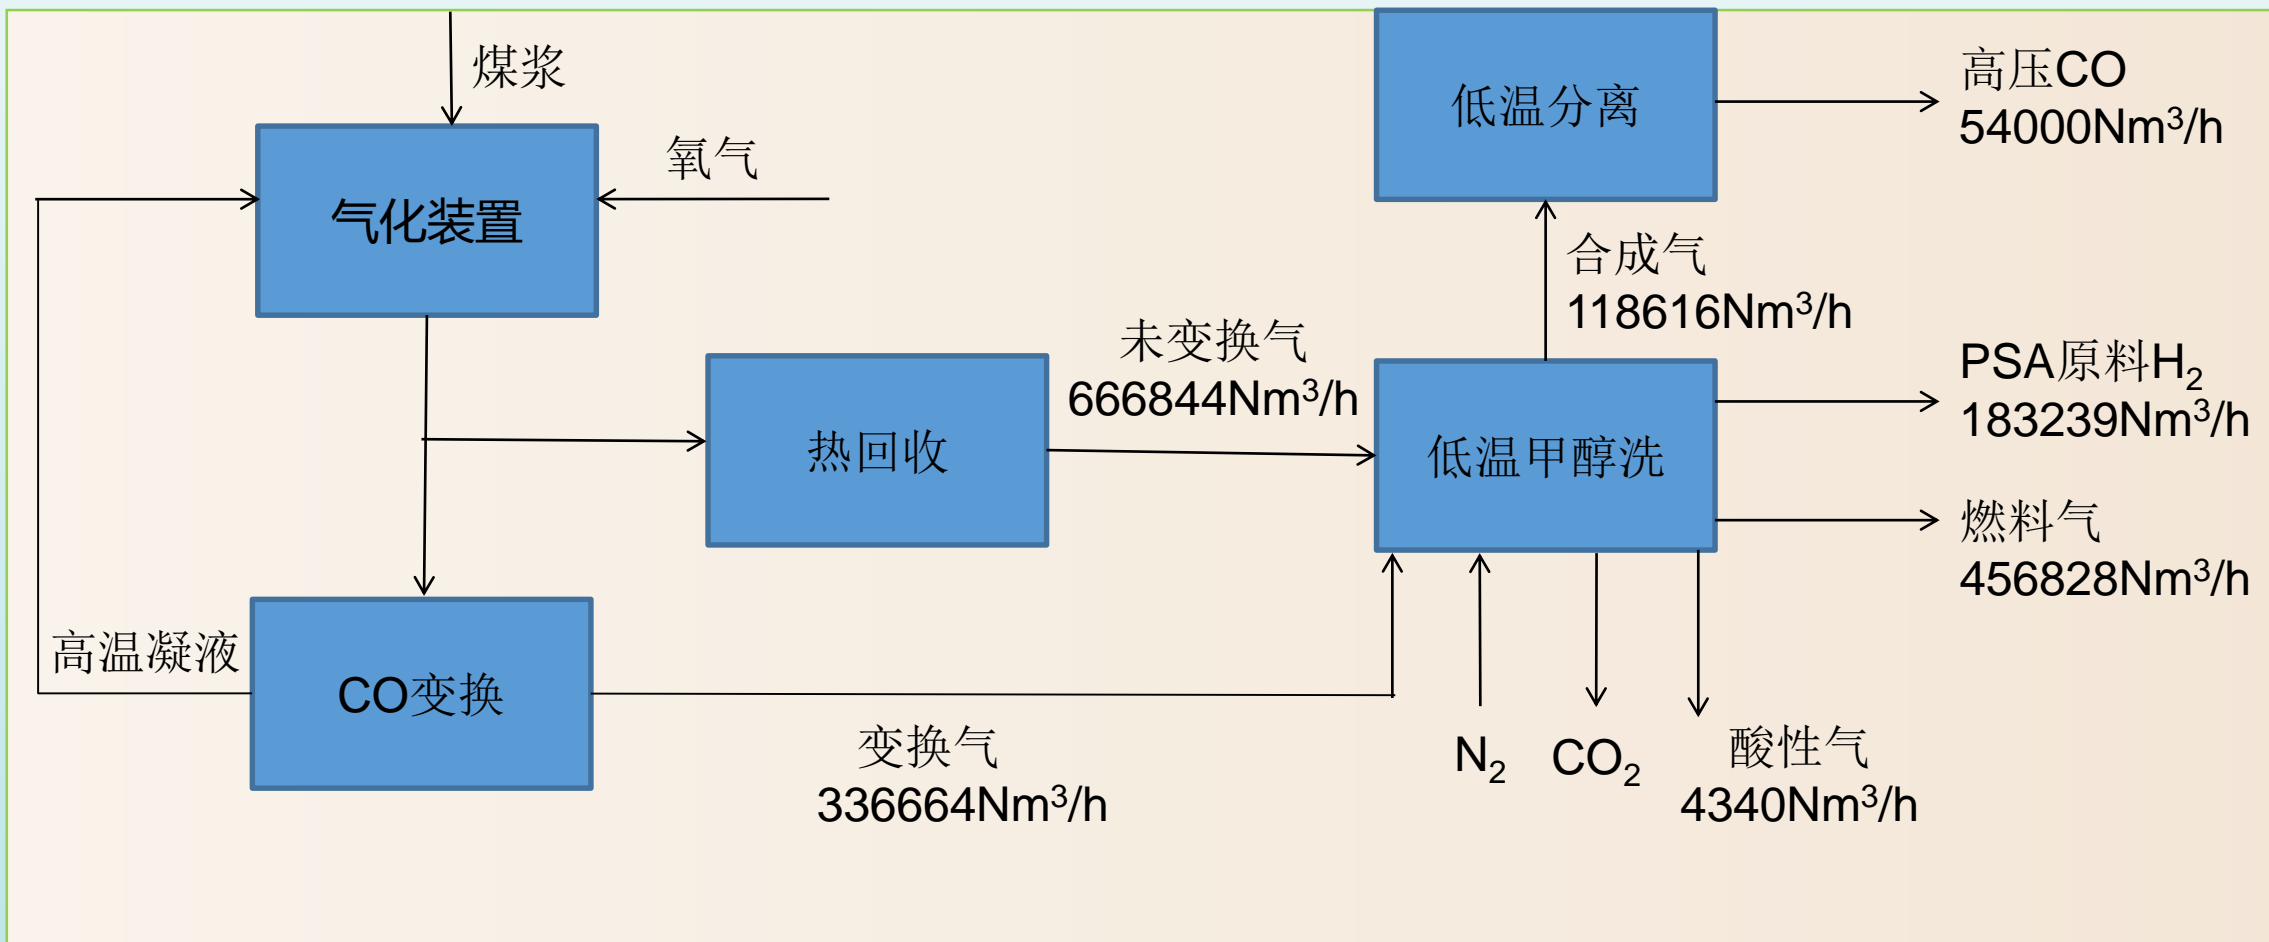 煤浆
氧气
气化装置
低温分离
高压CO
54000Nm³/h
合成气
118616Nm³/h
未变换气
666844Nm³/h
热回收
低温甲醇洗
PSA原料H₂
183239Nm³/h
燃料气
456828Nm³/h
高温凝液
CO变换
变换气
336664Nm³/h
N₂
CO₂
酸性气
4340Nm³/h